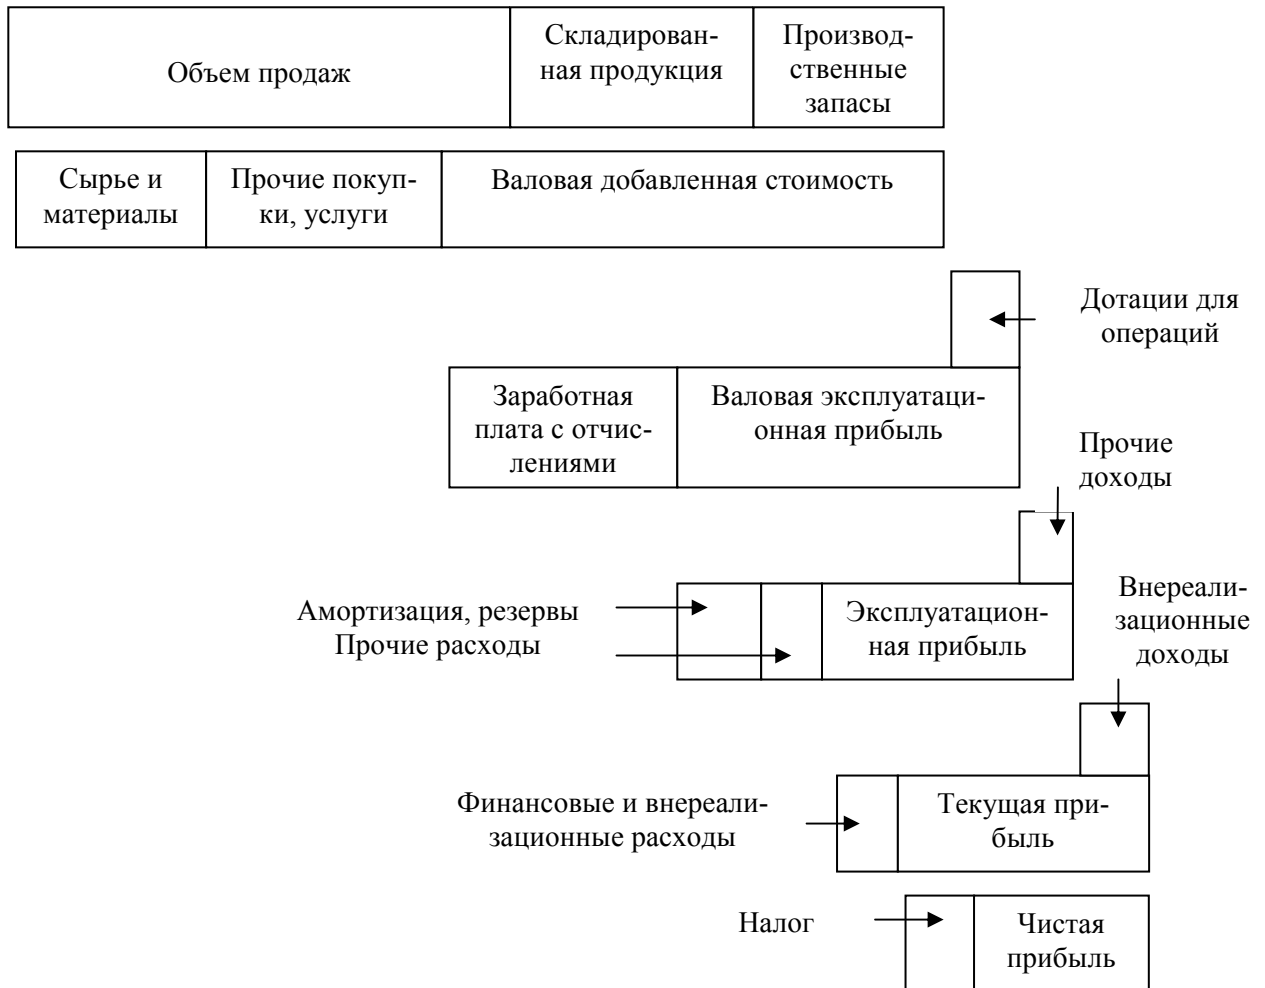 Объем продаж
Складирован-
ная продукция
Производ-
ственные
запасы
Сырье и
материалы
Прочие покуп-
ки, услуги
Валовая добавленная стоимость
Дотации для
операций
Заработная
плата с отчис-
лениями
Валовая эксплуатаци-
онная прибыль
Прочие
доходы
Амортизация, резервы
Прочие расходы
Эксплуатацион-
ная прибыль
Внереали-
зационные
доходы
Финансовые и внереали-
зационные расходы
Текущая при-
быль
Налог
Чистая
прибыль